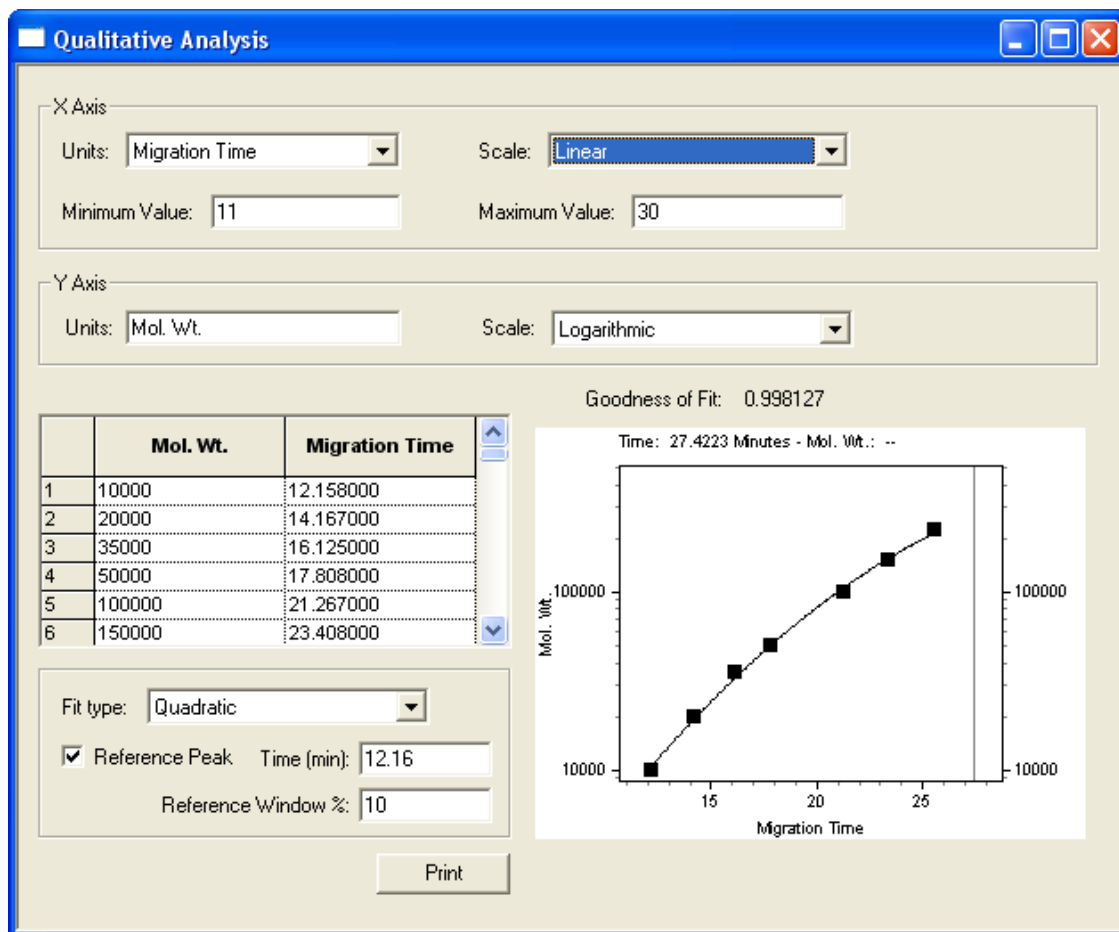 Qualitative Analysis
X Axis
Units: Migration Time Scale: Linear
Minimum Value: 11 Maximum Value: 30
Y Axis
Units: Mol. Wt. Scale: Logarithmic
Goodness of Fit: 0.998127
Mol. Wt. Migration Time
1 10000 12.158000
2 20000 14.167000
3 35000 16.125000
4 50000 17.808000
5 100000 21.267000
6 150000 23.408000
Time: 27.4223 Minutes - Mol. Wt.: --
100000 100000
Mol. Wt.
10000 10000
15 20 25
Migration Time
Fit type: Quadratic
Reference Peak Time (min): 12.16
Reference Window %: 10
Print